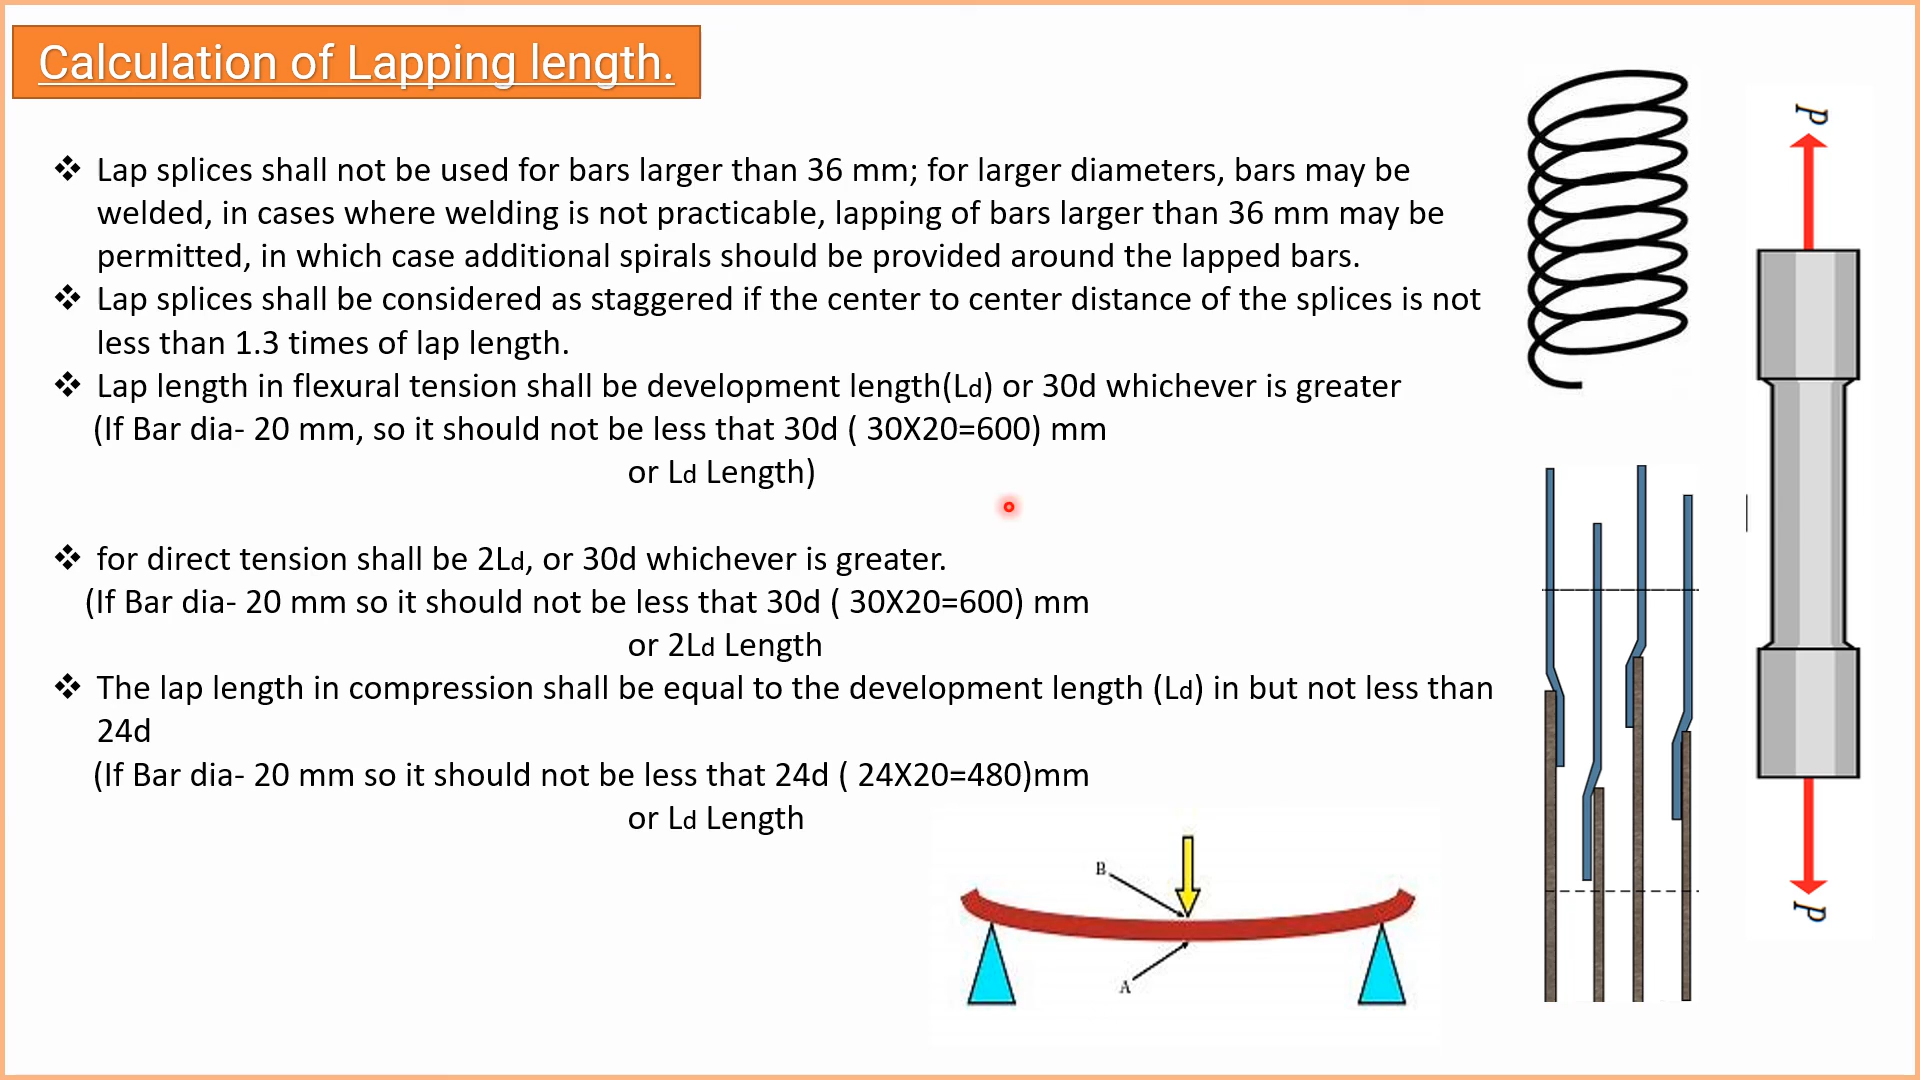 Calculation of Lapping length.
❖ Lap splices shall not be used for bars larger than 36 mm; for larger diameters, bars may be
welded, in cases where welding is not practicable, lapping of bars larger than 36 mm may be
permitted, in which case additional spirals should be provided around the lapped bars.
❖ Lap splices shall be considered as staggered if the center to center distance of the splices is not
less than 1.3 times of lap length.
❖ Lap length in flexural tension shall be development length(Ld) or 30d whichever is greater
(If Bar dia- 20 mm, so it should not be less that 30d ( 30X20=600) mm
or Ld Length)
❖ for direct tension shall be 2Ld, or 30d whichever is greater.
(If Bar dia- 20 mm so it should not be less that 30d ( 30X20=600) mm
or 2Ld Length
❖ The lap length in compression shall be equal to the development length (Ld) in but not less than
24d
(If Bar dia- 20 mm so it should not be less that 24d ( 24X20=480)mm
or Ld Length
B
A
P
P